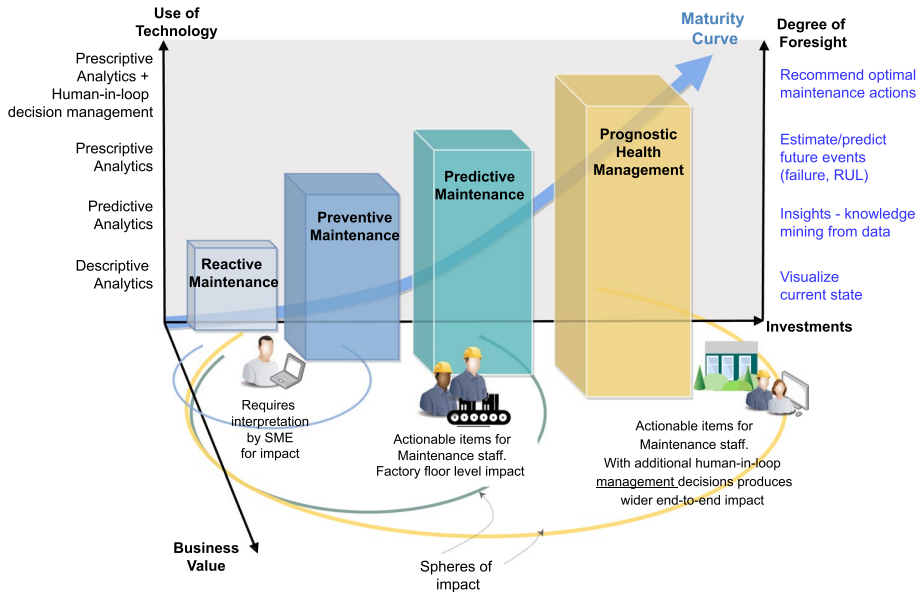 Use of
Technology
Maturity
Curve
Degree of
Foresight
Prescriptive
Analytics +
Human-in-loop
decision management
Prescriptive
Analytics
Predictive
Analytics
Descriptive
Analytics
Reactive
Maintenance
Preventive
Maintenance
Predictive
Maintenance
Prognostic
Health
Management
Recommend optimal
maintenance actions
Estimate/predict
future events
(failure, RUL)
Insights - knowledge
mining from data
Visualize
current state
Investments
Requires
interpretation
by SME
for impact
Actionable items for
Maintenance staff.
Factory floor level impact
Actionable items for
Maintenance staff.
With additional human-in-loop
management decisions produces
wider end-to-end impact
Business
Value
Spheres of
impact